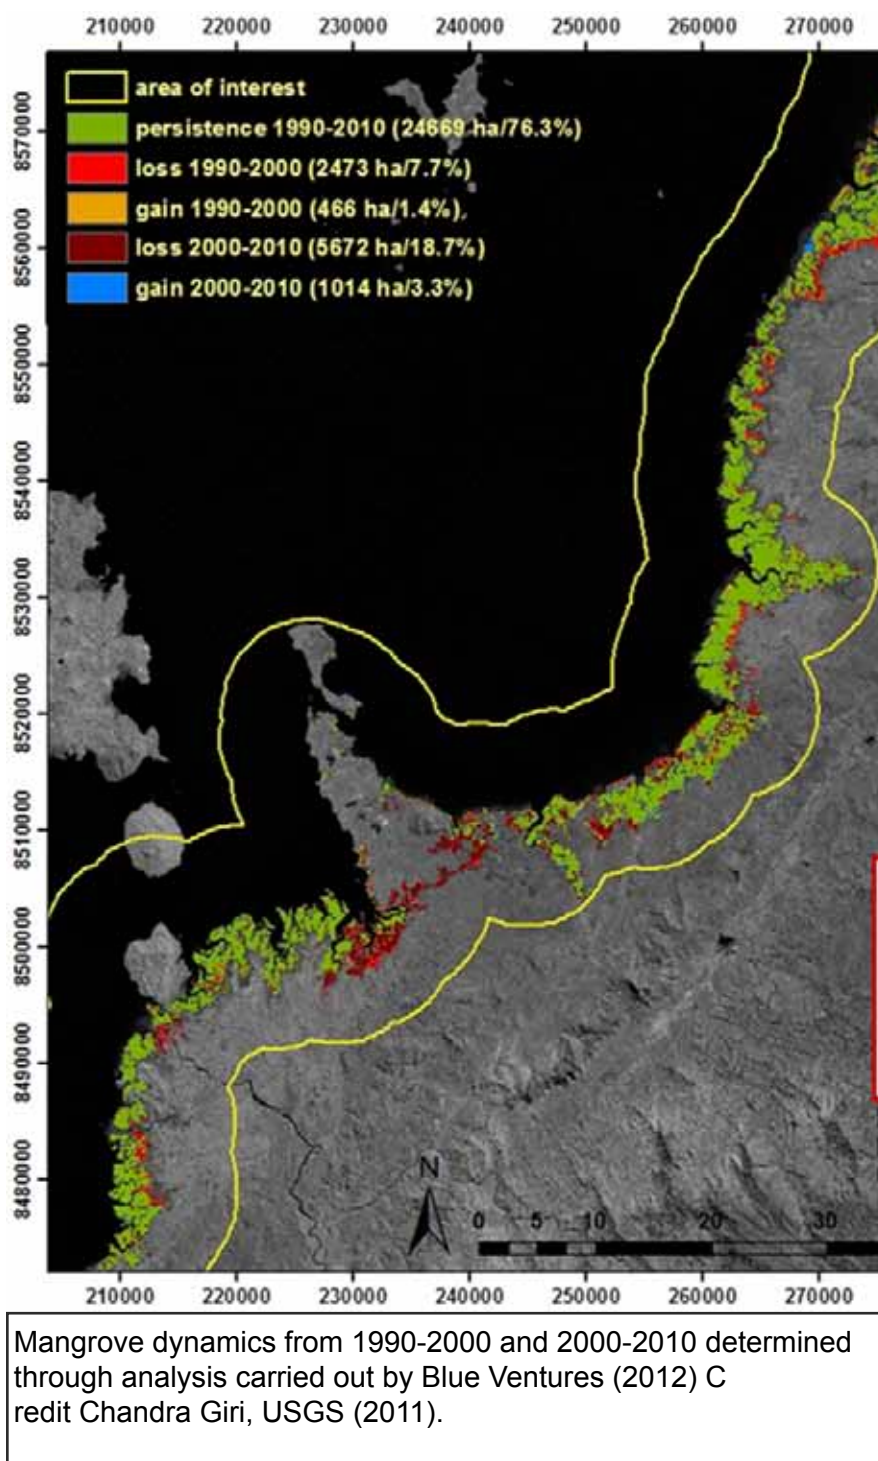 210000 220000 230000 240000 250000 260000 270000
area of interest
persistence 1990-2010 (24669 ha/76.3%)
loss 1990-2000 (2473 ha/7.7%)
gain 1990-2000 (466 ha/1.4%)
loss 2000-2010 (5672 ha/18.7%)
gain 2000-2010 (1014 ha/3.3%)
8570000
8560000
8550000
8540000
8530000
8520000
8510000
8500000
8490000
8480000
N
0 5 10 20 30
210000 220000 230000 240000 250000 260000 270000
Mangrove dynamics from 1990-2000 and 2000-2010 determined
through analysis carried out by Blue Ventures (2012) C
redit Chandra Giri, USGS (2011).